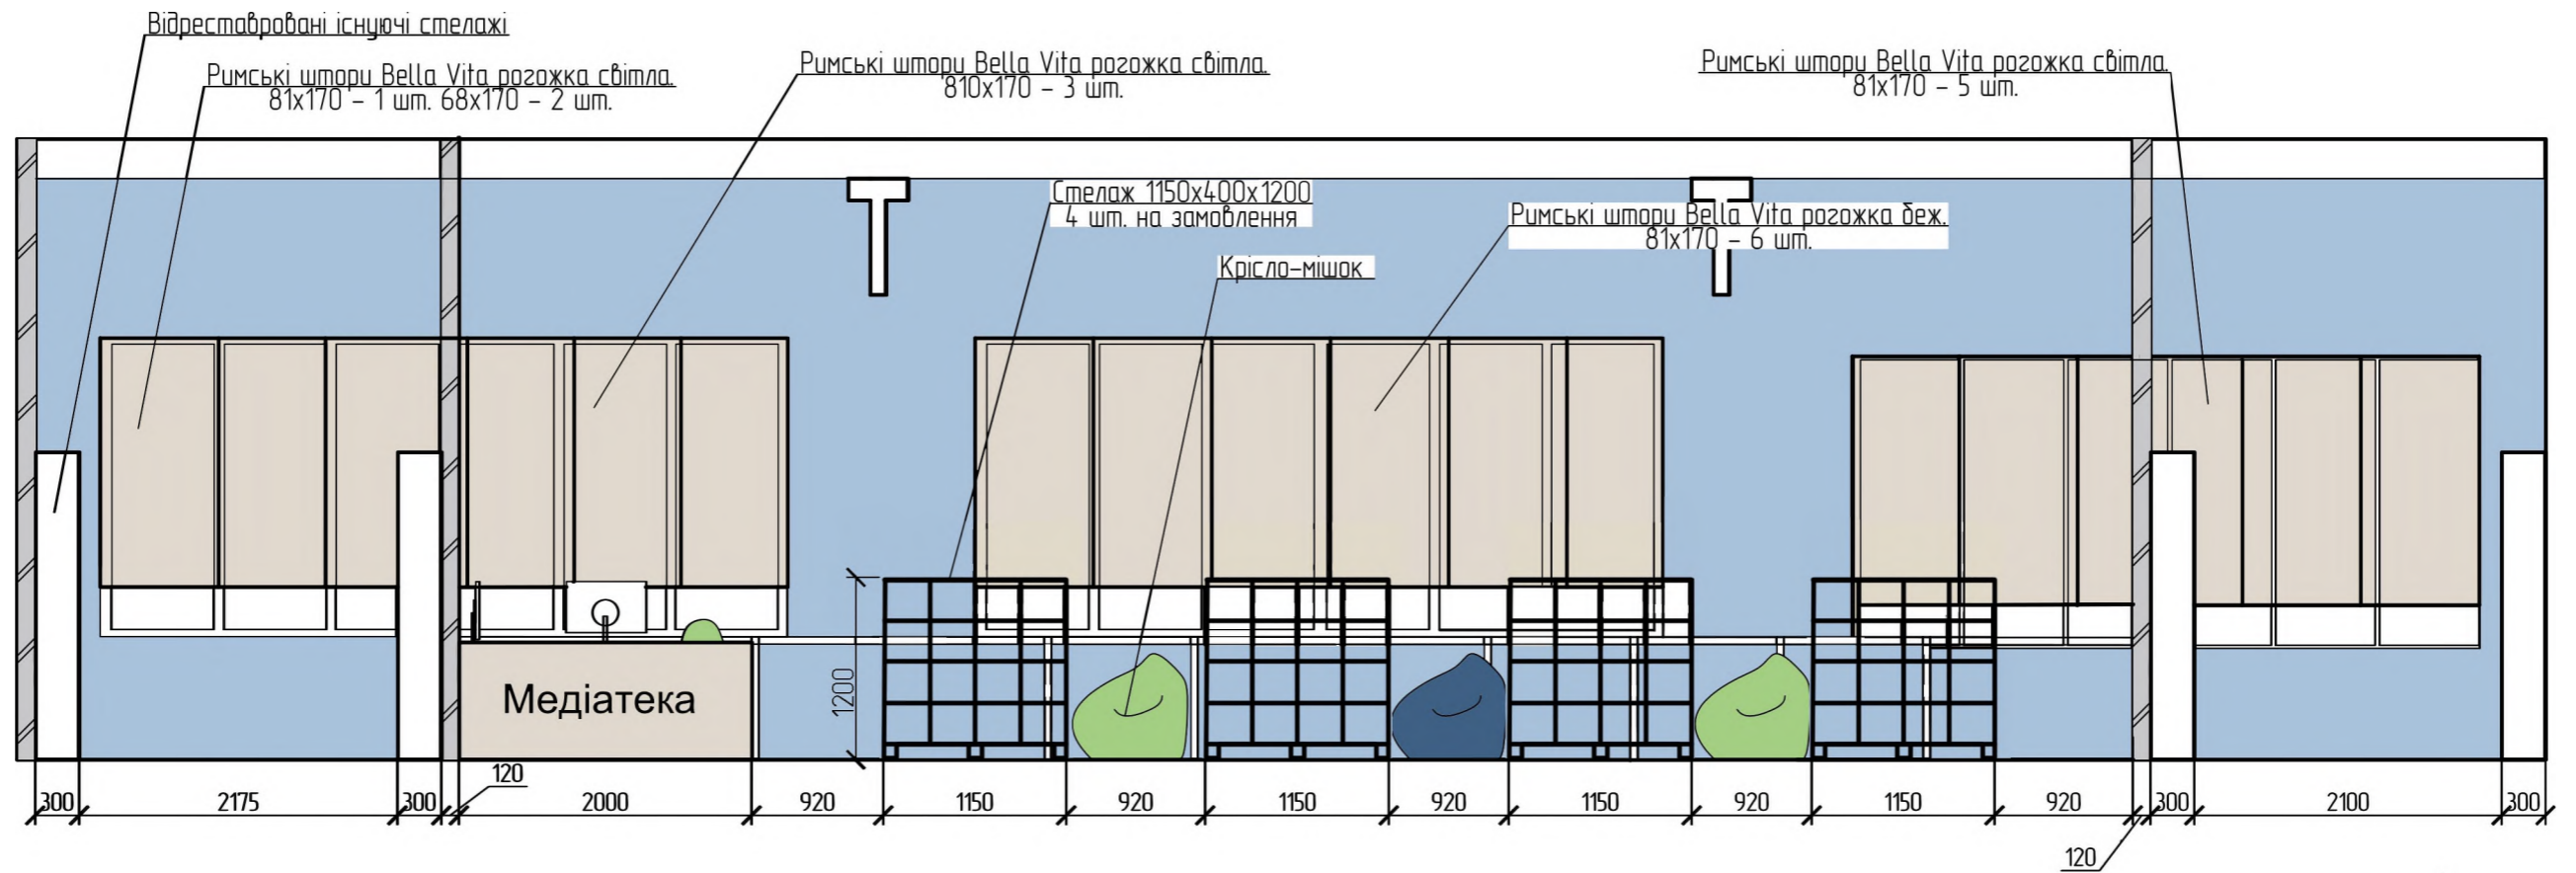 Відреставровані існуючі стелажі
Римські штори Bella Vita рогожка світла.
81х170 – 1 шт. 68х170 – 2 шт.
Римські штори Bella Vita рогожка світла.
810х170 – 3 шт.
Римські штори Bella Vita рогожка світла.
81х170 – 5 шт.
Стелаж 1150х400х1200
4 шт. на замовлення
Римські штори Bella Vita рогожка беж.
81х170 – 6 шт.
Крісло-мішок
1200
Медіатека
120
300 2175 300 2000 920 1150 920 1150 920 1150 920 1150 920 300 2100 300
120